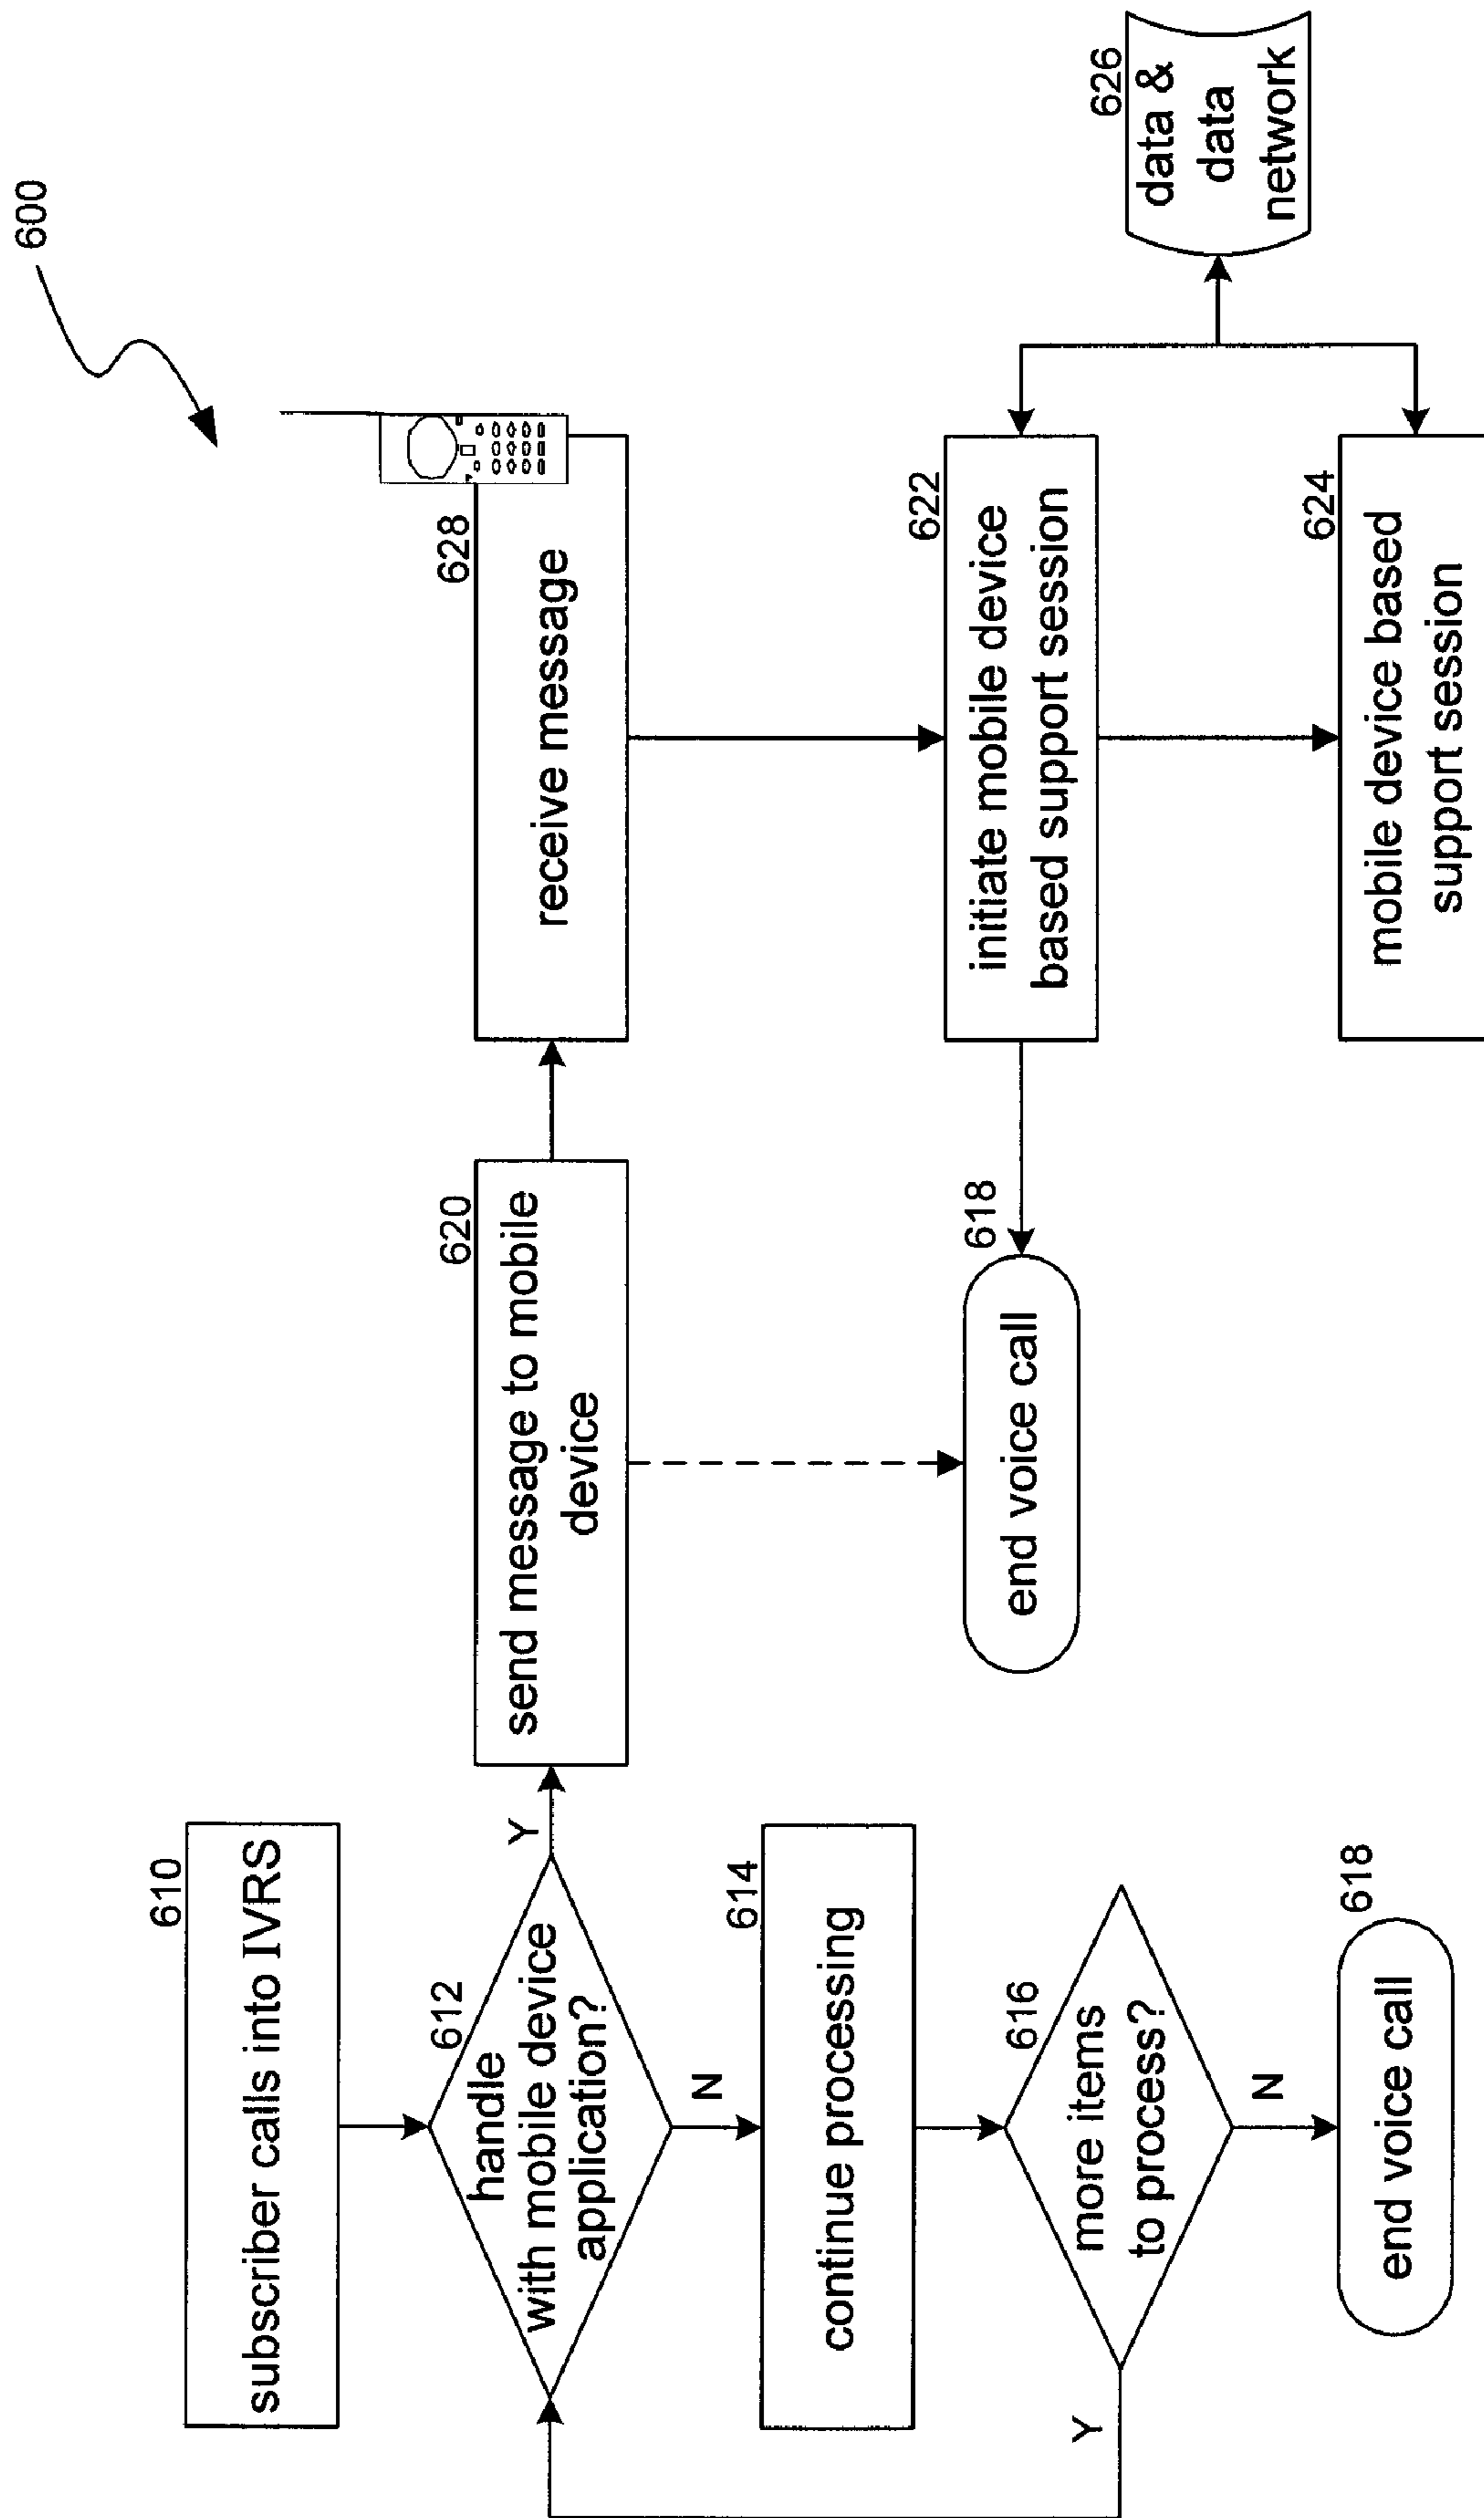 600
610
subscriber calls into IVRS
612
handle
with mobile device
application?
Y
N
614
continue processing
616
more items
to process?
Y
N
618
end voice call
620
send message to mobile
device
618
end voice call
628
receive message
622
initiate mobile device
based support session
624
mobile device based
support session
626
data &
data
network